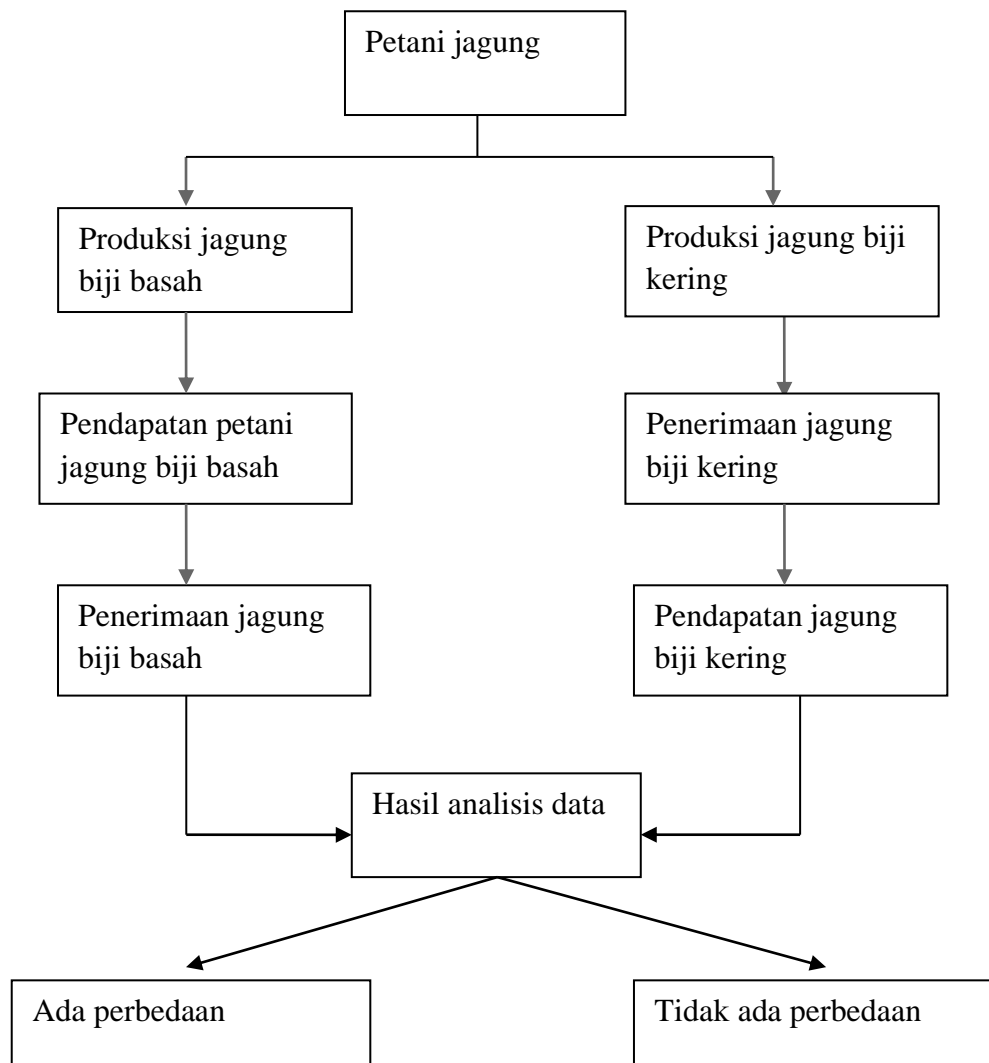 Petani jagung
Produksi jagung
biji basah
Produksi jagung biji
kering
Pendapatan petani
jagung biji basah
Penerimaan jagung
biji kering
Penerimaan jagung
biji basah
Pendapatan jagung
biji kering
Hasil analisis data
Ada perbedaan
Tidak ada perbedaan